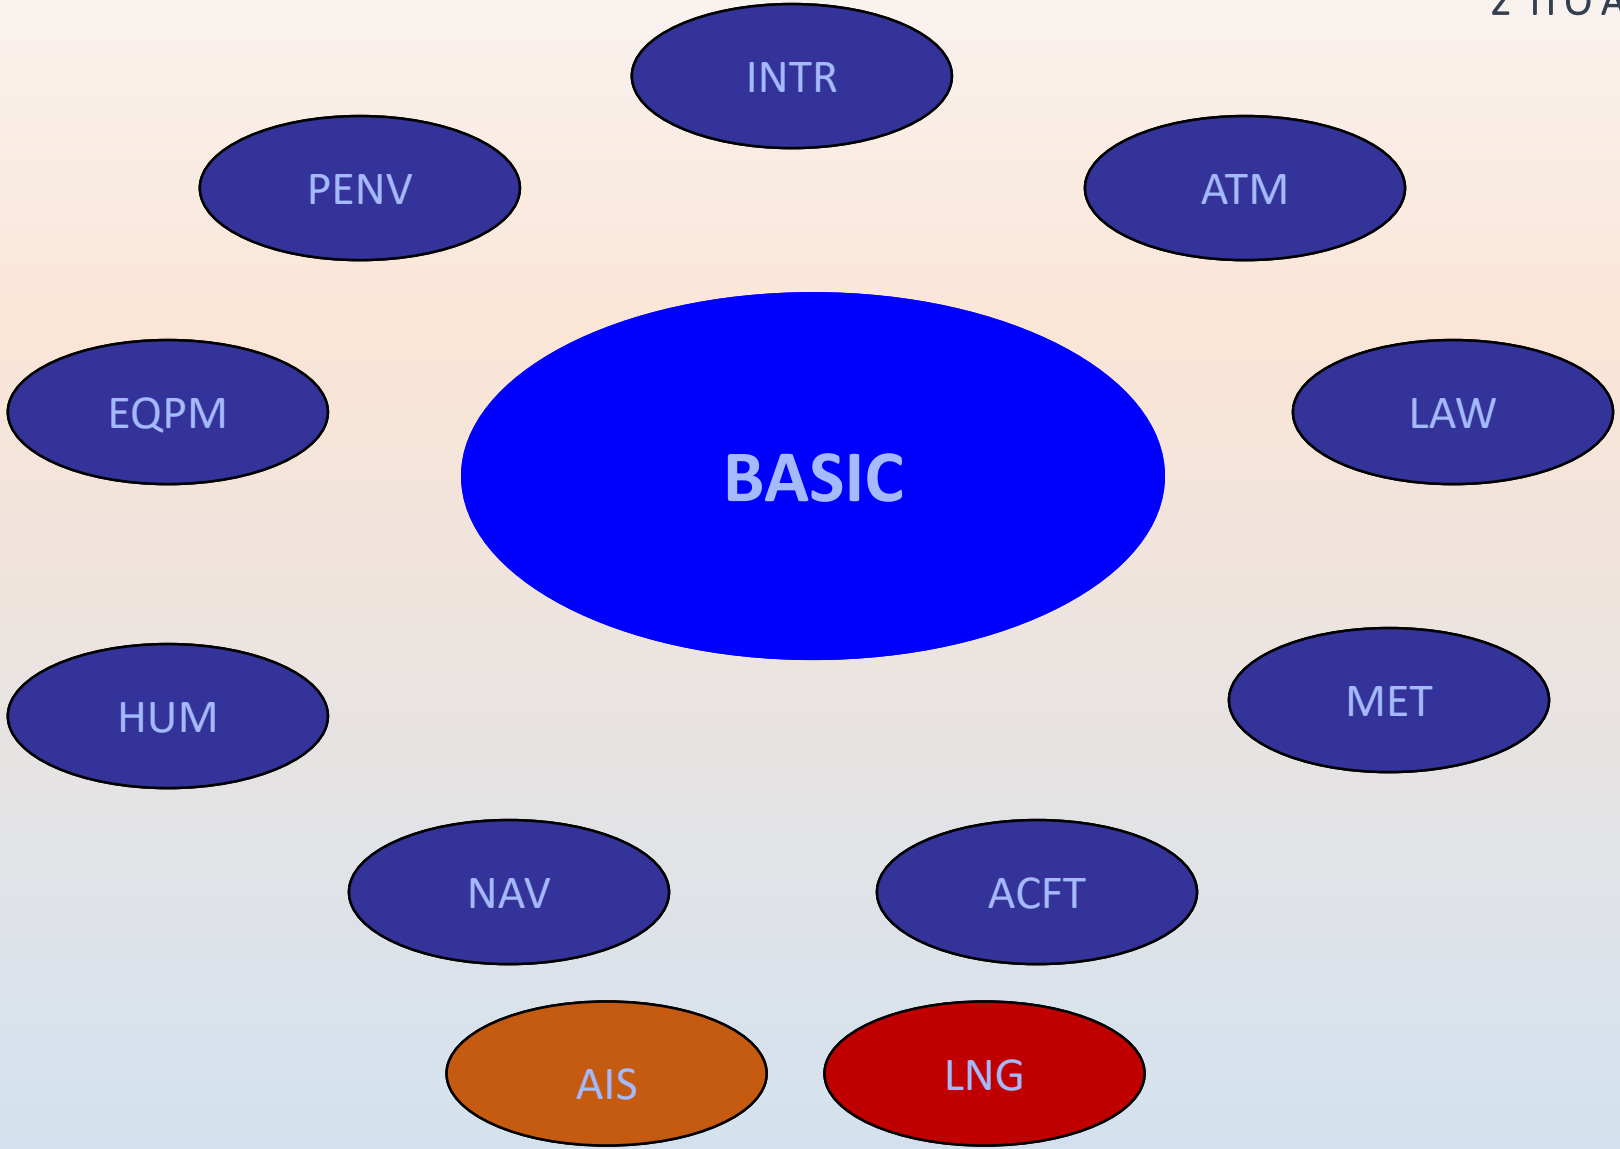 INTR
PENV
ATM
EQPM
LAW
BASIC
HUM
MET
NAV
ACFT
AIS
LNG